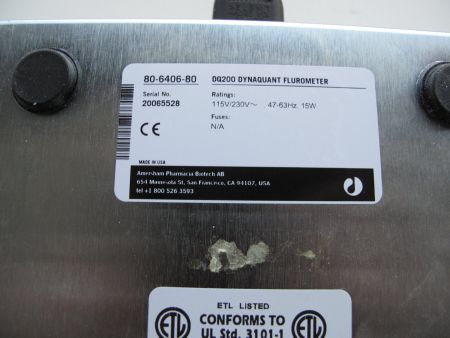 80-6406-80 DQ200 DYNAQUANT FLUROMETER
Serial No. Ratings:
20065528 115V/230V~ 47-63Hz. 15W
Fuses:
CE N/A
MADE IN USA
Amersham Pharmacia Biotech AB
654 Minnesota St, San Francisco, CA 94107, USA
tel +1 800 526 3593
ETL LISTED
ETL CONFORMS TO ETL
UL Std. 3101-1